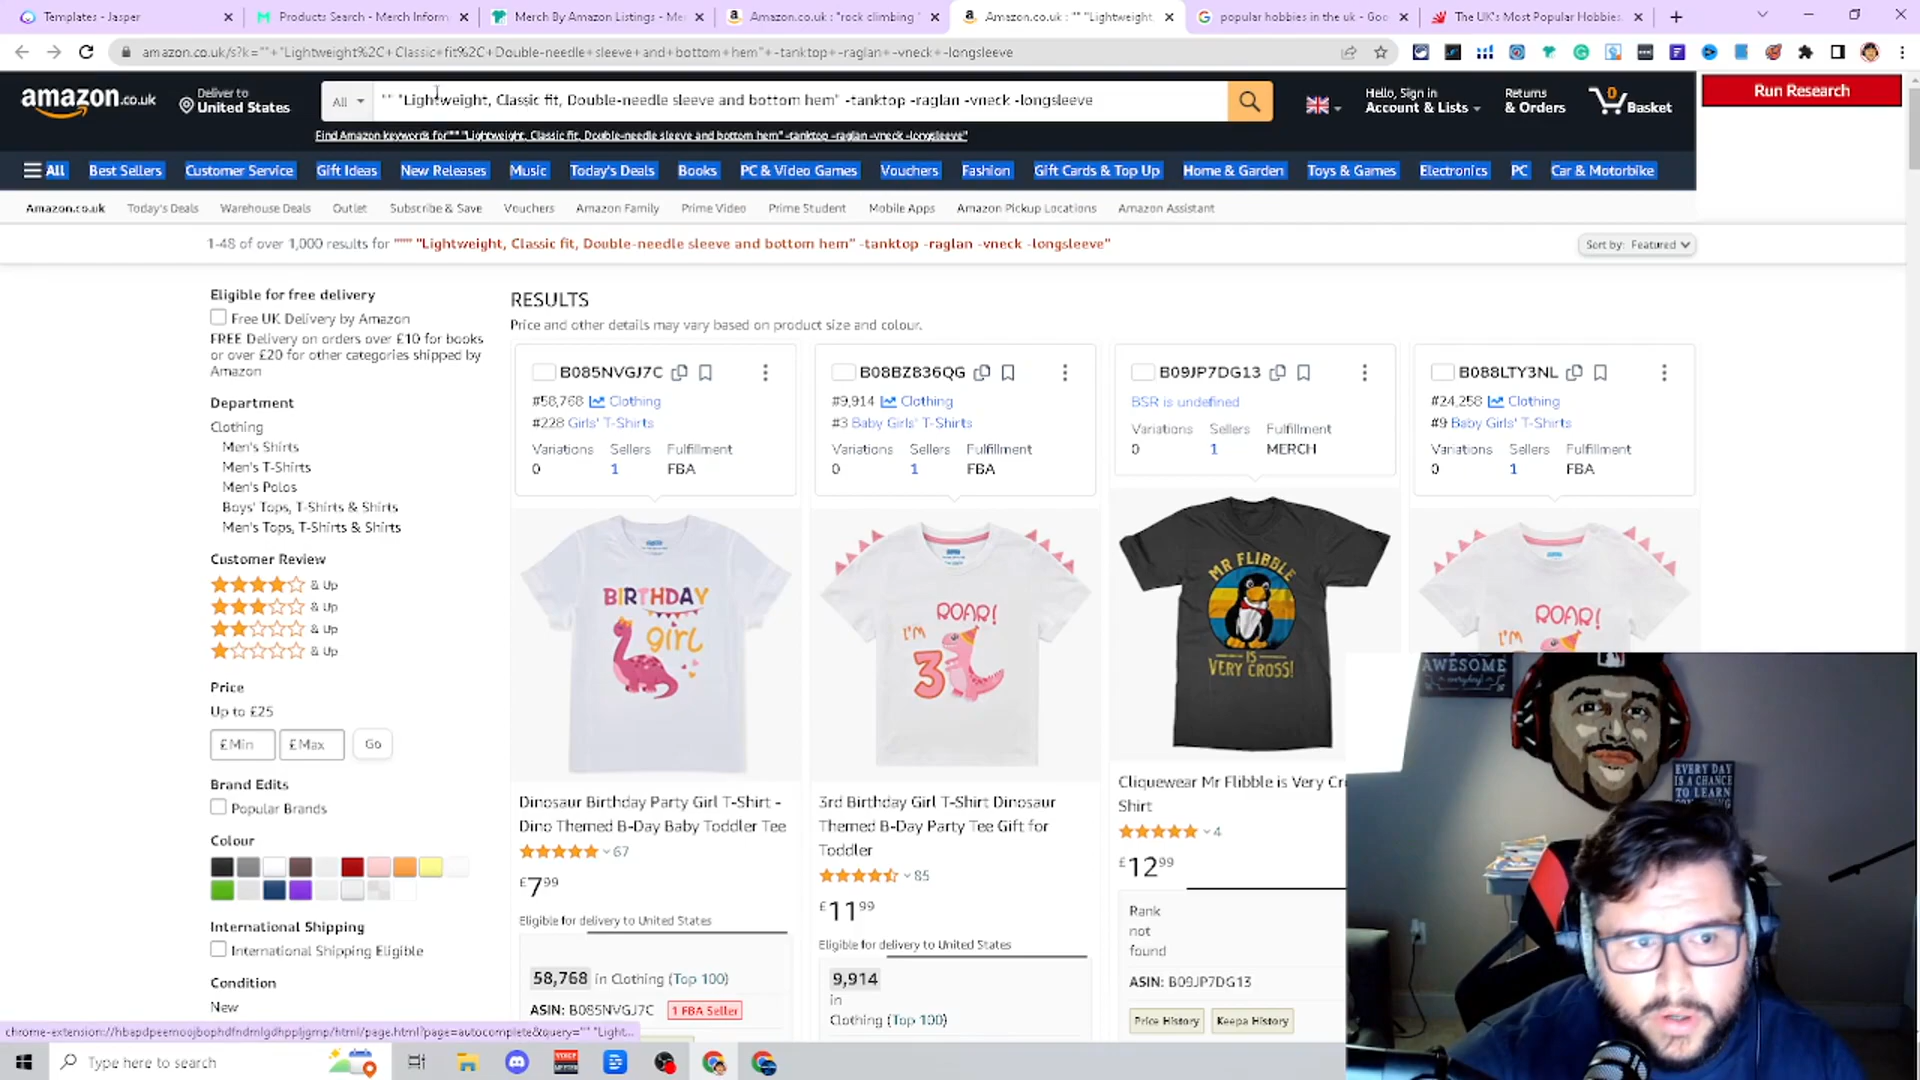 Templates - Jasper
Products Search - Merch Inform
Merch By Amazon Listings - Me
Amazon.co.uk : "rock climbing
Amazon.co.uk : "" "Lightweight,
popular hobbies in the uk - Goo
The UK's Most Popular Hobbies
amazon.co.uk/s?k=""+"Lightweight%2C+Classic+fit%2C+Double-needle+sleeve+and+bottom+hem"+-tanktop+-raglan+-vneck+-longsleeve
amazon.co.uk
Deliver to
United States
All
"" "Lightweight, Classic fit, Double-needle sleeve and bottom hem" -tanktop -raglan -vneck -longsleeve
Hello, Sign in
Account & Lists
Returns
& Orders
0
Basket
Run Research
Find Amazon keywords for"" "Lightweight, Classic fit, Double-needle sleeve and bottom hem" -tanktop -raglan -vneck -longsleeve"
All Best Sellers Customer Service Gift Ideas New Releases Music Today's Deals Books PC & Video Games Vouchers Fashion Gift Cards & Top Up Home & Garden Toys & Games Electronics PC Car & Motorbike
Amazon.co.uk Today's Deals Warehouse Deals Outlet Subscribe & Save Vouchers Amazon Family Prime Video Prime Student Mobile Apps Amazon Pickup Locations Amazon Assistant
1-48 of over 1,000 results for """" "Lightweight, Classic fit, Double-needle sleeve and bottom hem" -tanktop -raglan -vneck -longsleeve"
Sort by: Featured
Eligible for free delivery
Free UK Delivery by Amazon
FREE Delivery on orders over £10 for books
or over £20 for other categories shipped by
Amazon
Department
Clothing
Men's Shirts
Men's T-Shirts
Men's Polos
Boys' Tops, T-Shirts & Shirts
Men's Tops, T-Shirts & Shirts
Customer Review
& Up
& Up
& Up
& Up
Price
Up to £25
£ Min
£ Max
Go
Brand Edits
Popular Brands
Colour
International Shipping
International Shipping Eligible
Condition
New
RESULTS
Price and other details may vary based on product size and colour.
B085NVGJ7C
#58,768 Clothing
#228 Girls' T-Shirts
Variations Sellers Fulfillment
0 1 FBA
BIRTHDAY
girl
Dinosaur Birthday Party Girl T-Shirt -
Dino Themed B-Day Baby Toddler Tee
67
£7.99
Eligible for delivery to United States
58,768 in Clothing (Top 100)
ASIN: B085NVGJ7C 1 FBA Seller
B08BZ836QG
#9,914 Clothing
#3 Baby Girls' T-Shirts
Variations Sellers Fulfillment
0 1 FBA
ROAR!
I'M
3
3rd Birthday Girl T-Shirt Dinosaur
Themed B-Day Party Tee Gift for
Toddler
85
£11.99
Eligible for delivery to United States
9,914
in
Clothing (Top 100)
B09JP7DG13
BSR is undefined
Variations Sellers Fulfillment
0 1 MERCH
MR FLIBBLE
IS
VERY CROSS!
Cliquewear Mr Flibble is Very Cr
Shirt
4
£12.99
Rank
not
found
ASIN: B09JP7DG13
Price History
Keepa History
B088LTY3NL
#24,258 Clothing
#9 Baby Girls' T-Shirts
Variations Sellers Fulfillment
0 1 FBA
ROAR!
I'M
AWESOME
everyday!
EVERY DAY
IS A CHANCE
TO LEARN
chrome-extension://hbapdpeemoojbophdfndmlgdhppljgmp/html/page.html?page=autocomplete&query="" "Light...
Type here to search